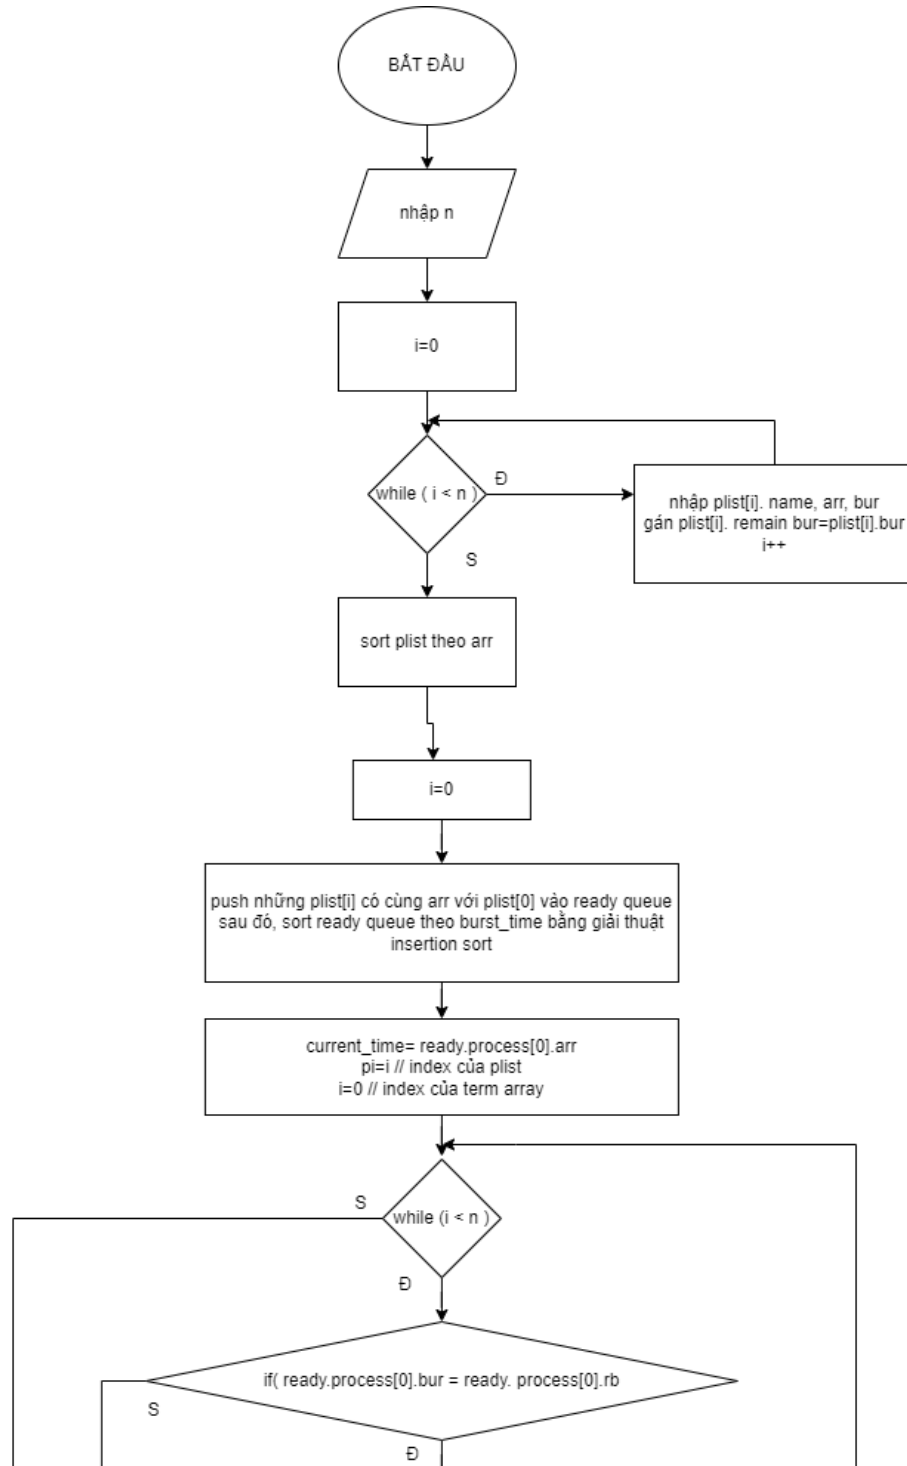 BẮT ĐẦU
nhập n
i=0
while ( i < n )
Đ
nhập plist[i]. name, arr, bur
gán plist[i]. remain bur=plist[i].bur
i++
S
sort plist theo arr
i=0
push những plist[i] có cùng arr với plist[0] vào ready queue
sau đó, sort ready queue theo burst_time bằng giải thuật
insertion sort
current_time= ready.process[0].arr
pi=i // index của plist
i=0 // index của term array
S
while (i < n )
Đ
if( ready.process[0].bur = ready. process[0].rb
S
Đ